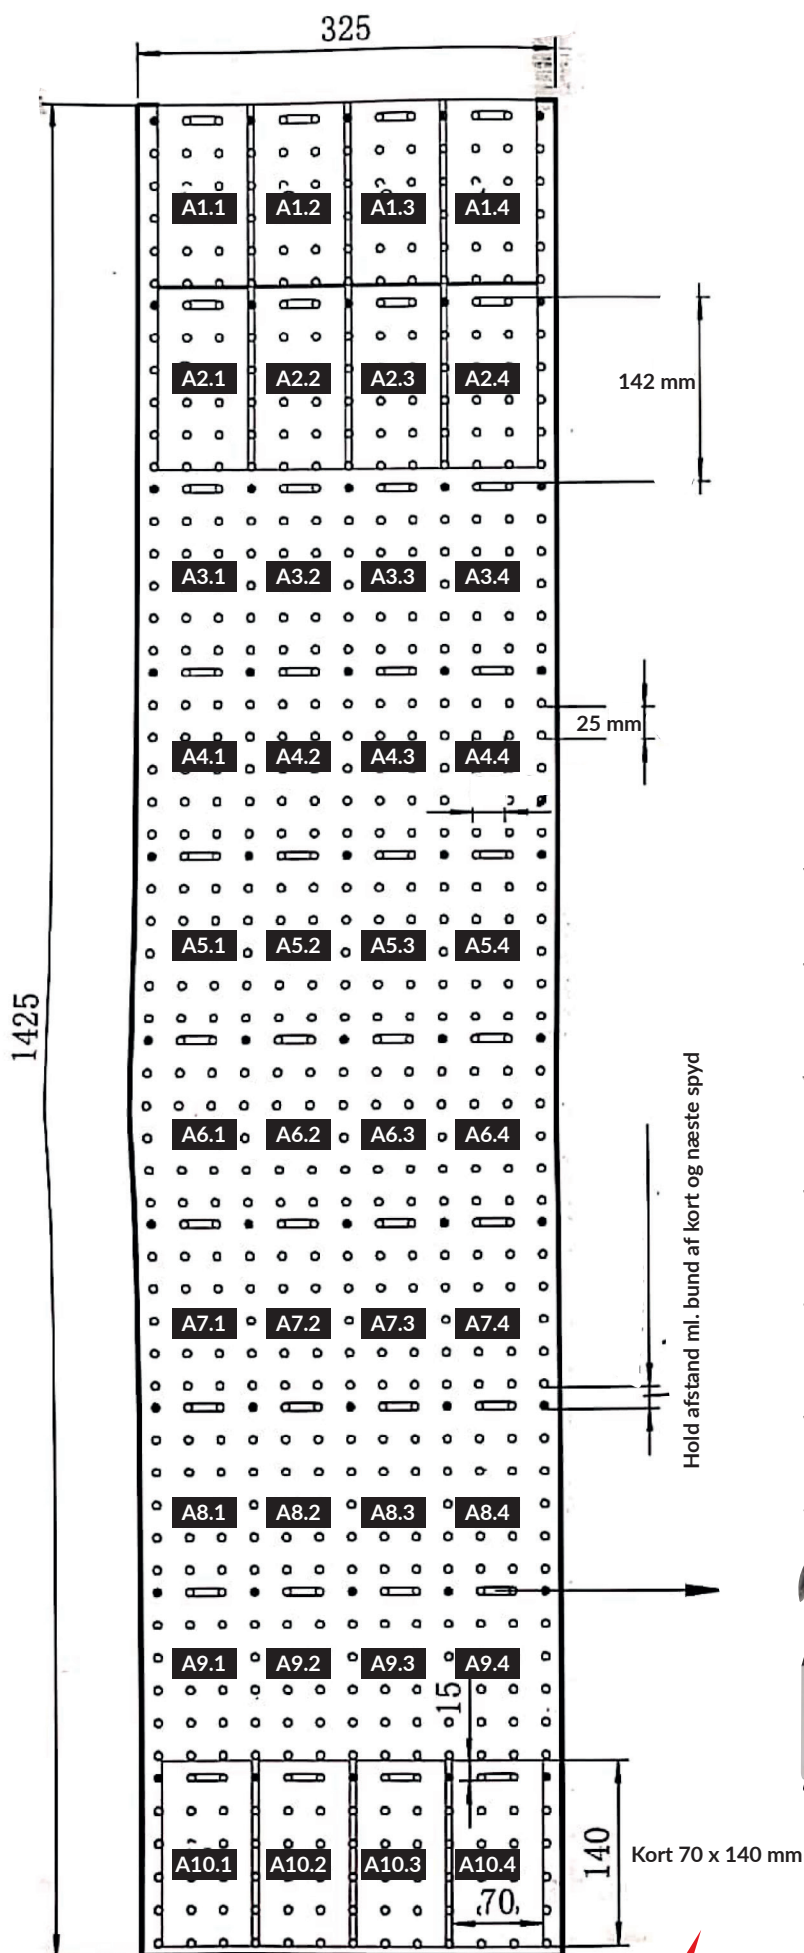 325
A1.1 A1.2 A1.3 A1.4
A2.1 A2.2 A2.3 A2.4
142 mm
A3.1 A3.2 A3.3 A3.4
25 mm
A4.1 A4.2 A4.3 A4.4
A5.1 A5.2 A5.3 A5.4
1425
A6.1 A6.2 A6.3 A6.4
Hold afstand ml. bund af kort og næste spyd
A7.1 A7.2 A7.3 A7.4
A8.1 A8.2 A8.3 A8.4
A9.1 A9.2 A9.3 A9.4
15
A10.1 A10.2 A10.3 A10.4
140
Kort 70 x 140 mm
70